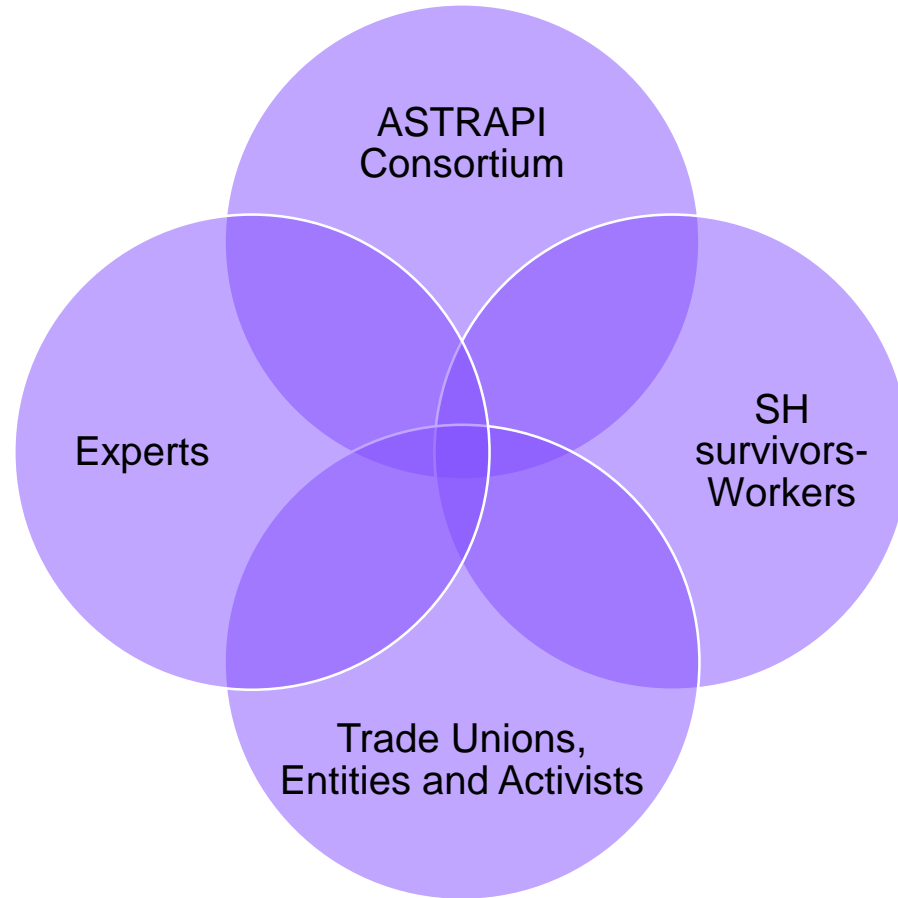 ASTRAPI
Consortium
Experts
SH
survivors-
Workers
Trade Unions,
Entities and Activists